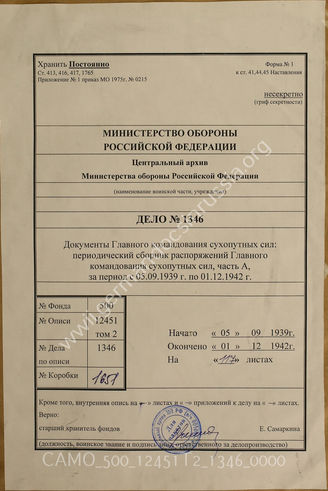 Хранить Постоянно
Форма № 1
Ст. 413, 416, 417, 1765
к ст. 41,44,45 Наставления
Приложение № 1 приказ МО 1975г. № 0215
несекретно
(гриф секретности)
МИНИСТЕРСТВО ОБОРОНЫ
РОССИЙСКОЙ ФЕДЕРАЦИИ
Центральный архив
Министерства обороны Российской Федерации
(наименование воинской части, учреждения)
ДЕЛО № 1346
Документы Главного командования сухопутных сил:
периодический сборник распоряжений Главного
командования сухопутных сил, часть А,
за период с 05.09.1939 г. по 01.12.1942 г.
№ Фонда 500
№ Описи 12451
том 2
№ Дела 1346
по описи
№ Коробки 1651
Начато « 05 » 09 1939г.
Окончено « 01 » 12 1942г.
На «117» листах
Кроме того, внутренняя опись на «-» листах и «-» приложений к делу на «-» листах.
Верно:
старший хранитель фондов Е. Самаркина
(должность, воинское звание и подпись ответственного за делопроизводство)
CAMO_500_12451T2_1346_0000